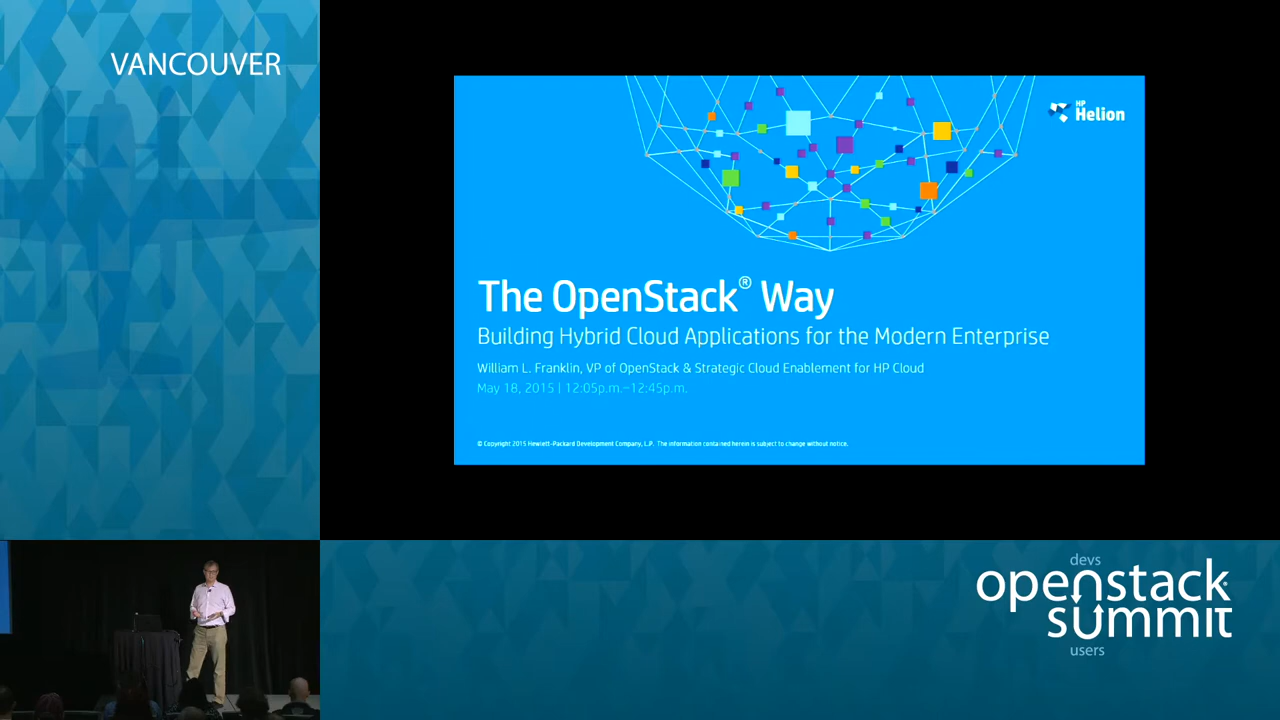 VANCOUVER
HP
Helion
The OpenStack® Way
Building Hybrid Cloud Applications for the Modern Enterprise
William L. Franklin, VP of OpenStack & Strategic Cloud Enablement for HP Cloud
May 18, 2015 | 12:05p.m.–12:45p.m.
© Copyright 2015 Hewlett-Packard Development Company, L.P. The information contained herein is subject to change without notice.
devs
openstack
summit
users